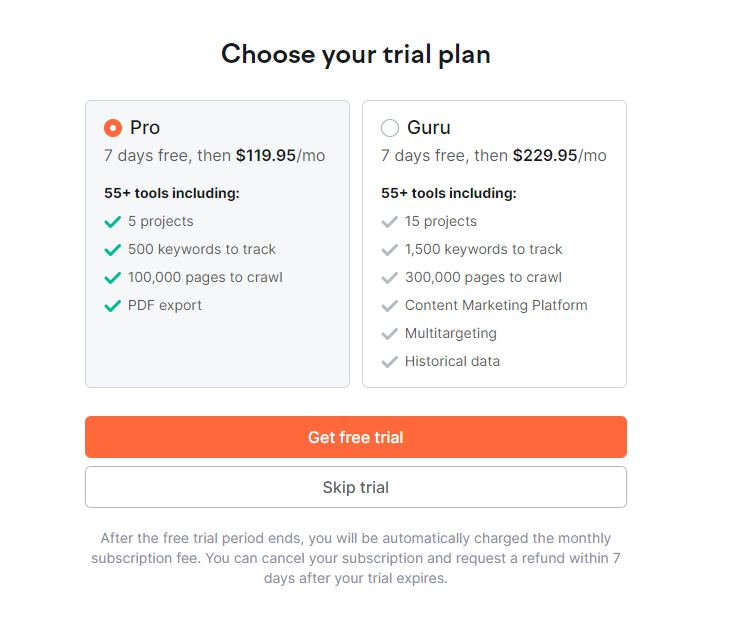 Choose your trial plan
Pro
7 days free, then $119.95/mo
55+ tools including:
5 projects
500 keywords to track
100,000 pages to crawl
PDF export
Guru
7 days free, then $229.95/mo
55+ tools including:
15 projects
1,500 keywords to track
300,000 pages to crawl
Content Marketing Platform
Multitargeting
Historical data
Get free trial
Skip trial
After the free trial period ends, you will be automatically charged the monthly
subscription fee. You can cancel your subscription and request a refund within 7
days after your trial expires.